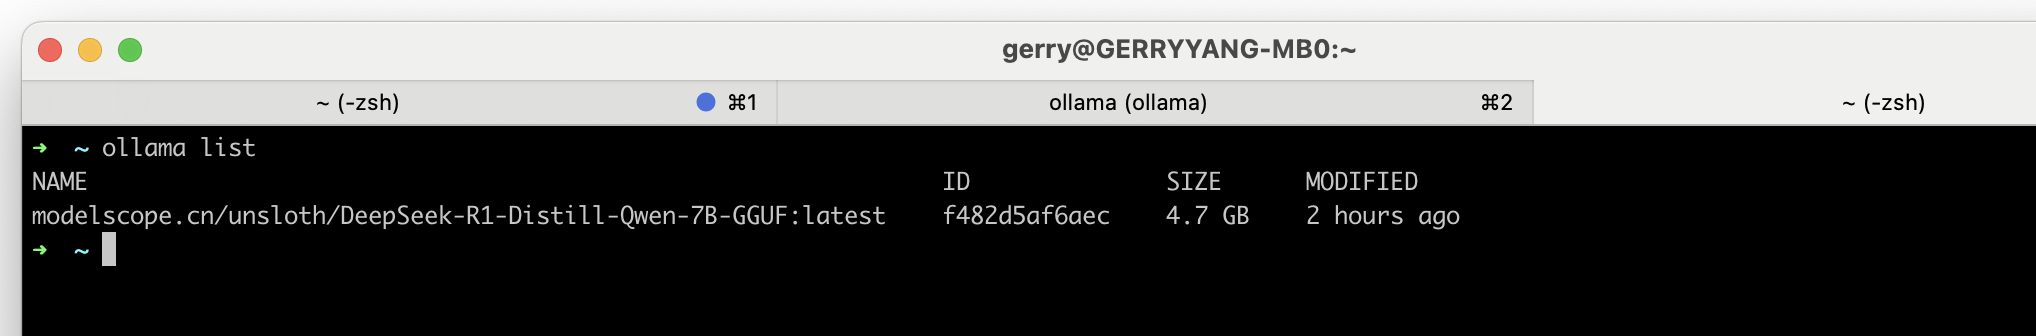 gerry@GERRYYANG-MB0:~
~ (-zsh) ⌘1 ollama (ollama) ⌘2 ~ (-zsh)
➜ ~ ollama list
NAME ID SIZE MODIFIED
modelscope.cn/unsloth/DeepSeek-R1-Distill-Qwen-7B-GGUF:latest f482d5af6aec 4.7 GB 2 hours ago
➜ ~